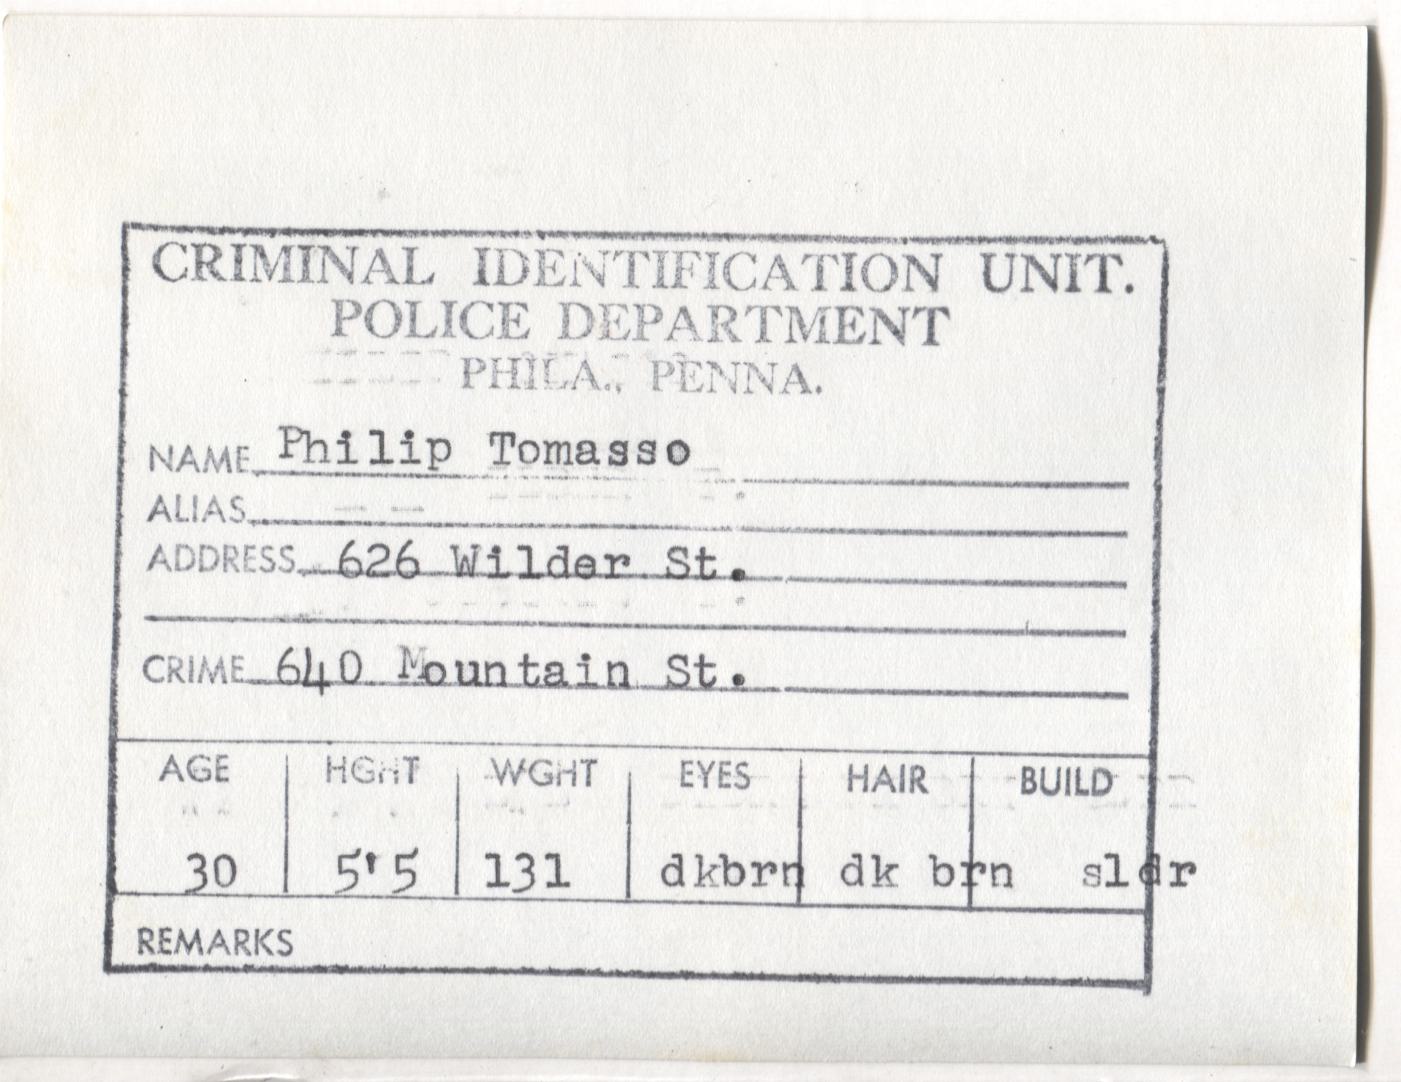 CRIMINAL IDENTIFICATION UNIT.
POLICE DEPARTMENT
PHILA., PENNA.
NAME Philip Tomasso
ALIAS
ADDRESS 626 Wilder St.
CRIME 640 Mountain St.
AGE HGHT WGHT EYES HAIR BUILD
30 5'5 131 dkbrn dk brn sldr
REMARKS